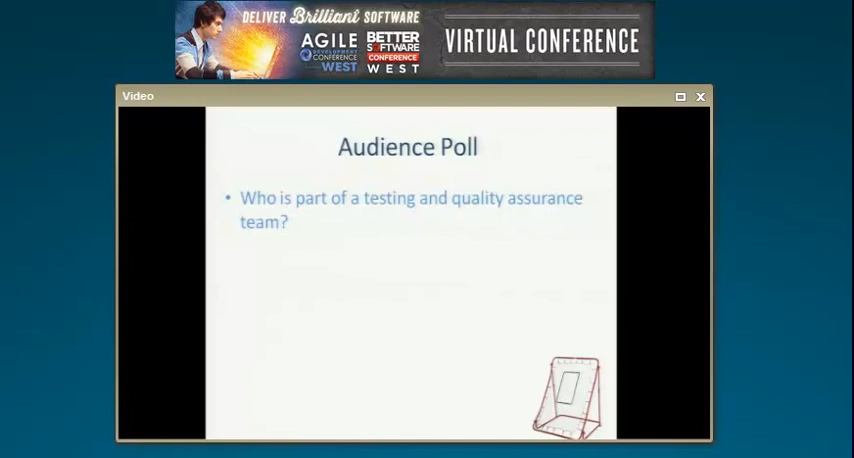 DELIVER Brilliant SOFTWARE
AGILE
DEVELOPMENT
CONFERENCE
WEST
BETTER
SOFTWARE
CONFERENCE
WEST
VIRTUAL CONFERENCE
Video
Audience Poll
• Who is part of a testing and quality assurance
team?